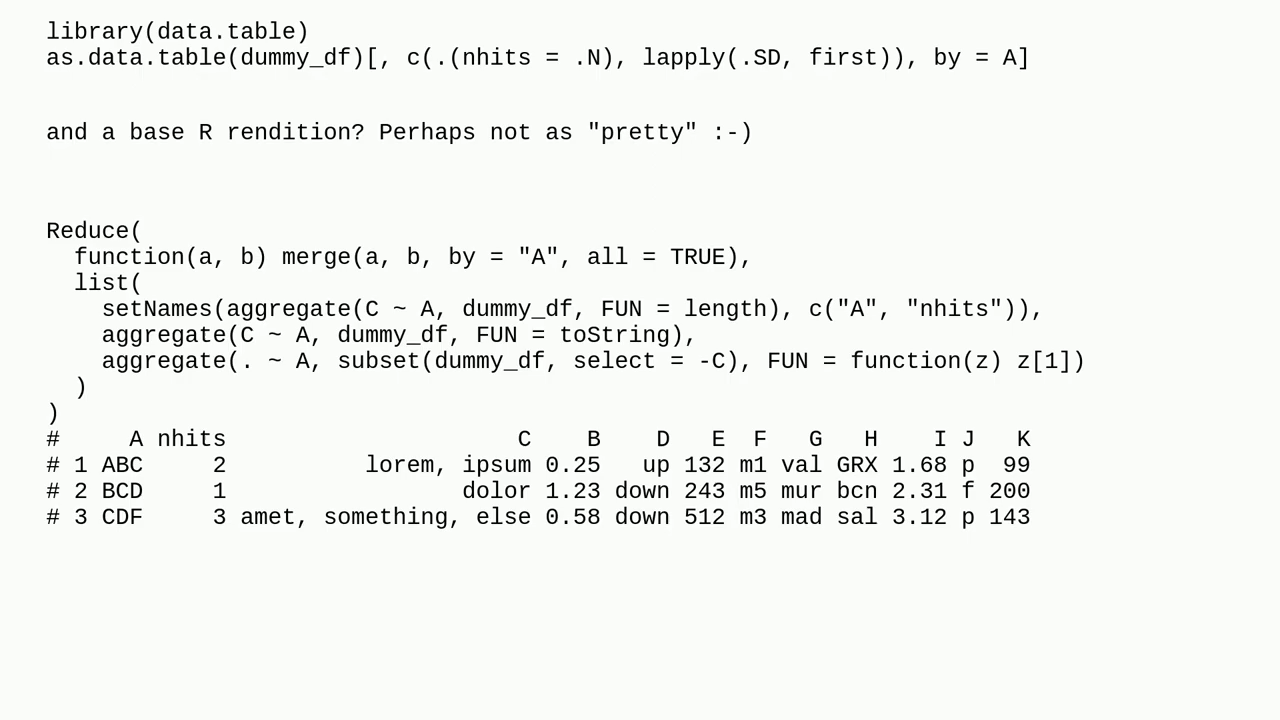 library(data.table)
as.data.table(dummy_df)[, c(.(nhits = .N), lapply(.SD, first)), by = A]
and a base R rendition? Perhaps not as "pretty" :-)
Reduce(
  function(a, b) merge(a, b, by = "A", all = TRUE),
  list(
    setNames(aggregate(C ~ A, dummy_df, FUN = length), c("A", "nhits")),
    aggregate(C ~ A, dummy_df, FUN = toString),
    aggregate(. ~ A, subset(dummy_df, select = -C), FUN = function(z) z[1])
  )
)
#     A nhits                     C    B    D   E  F   G   H    I J   K
# 1 ABC     2          lorem, ipsum 0.25   up 132 m1 val GRX 1.68 p  99
# 2 BCD     1                 dolor 1.23 down 243 m5 mur bcn 2.31 f 200
# 3 CDF     3 amet, something, else 0.58 down 512 m3 mad sal 3.12 p 143